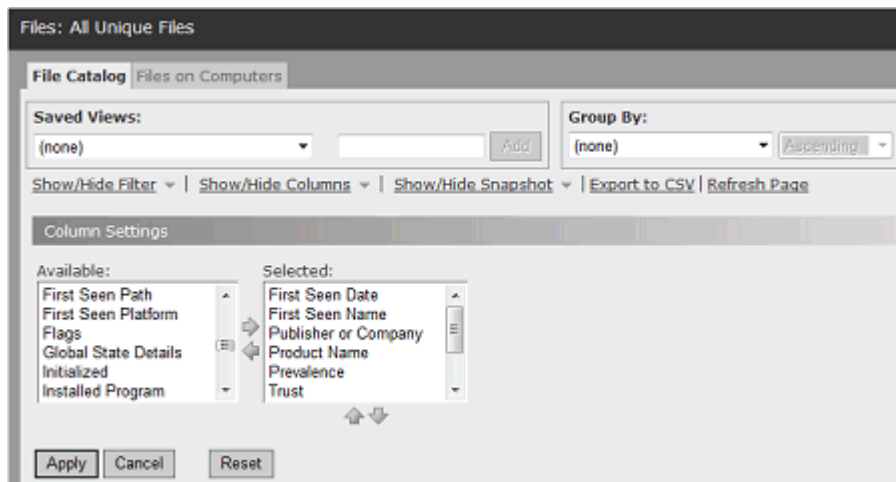 Files: All Unique Files
File Catalog Files on Computers
Saved Views: Group By:
(none) Add (none) Ascending
Show/Hide Filter | Show/Hide Columns | Show/Hide Snapshot | Export to CSV | Refresh Page
Column Settings
Available: Selected:
First Seen Path First Seen Date
First Seen Platform First Seen Name
Flags Publisher or Company
Global State Details Product Name
Initialized Prevalence
Installed Program Trust
Apply Cancel Reset